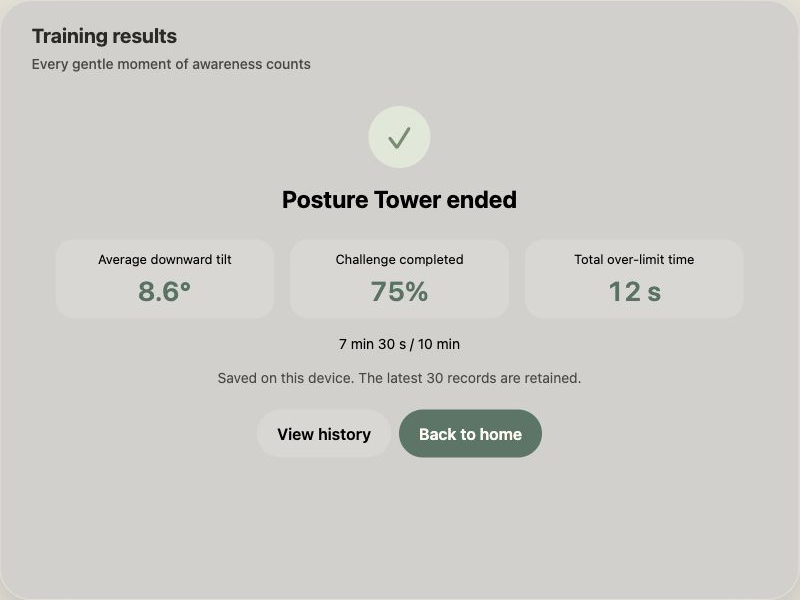 Training results
Every gentle moment of awareness counts
Posture Tower ended
Average downward tilt
8.6°
Challenge completed
75%
Total over-limit time
12 s
7 min 30 s / 10 min
Saved on this device. The latest 30 records are retained.
View history
Back to home